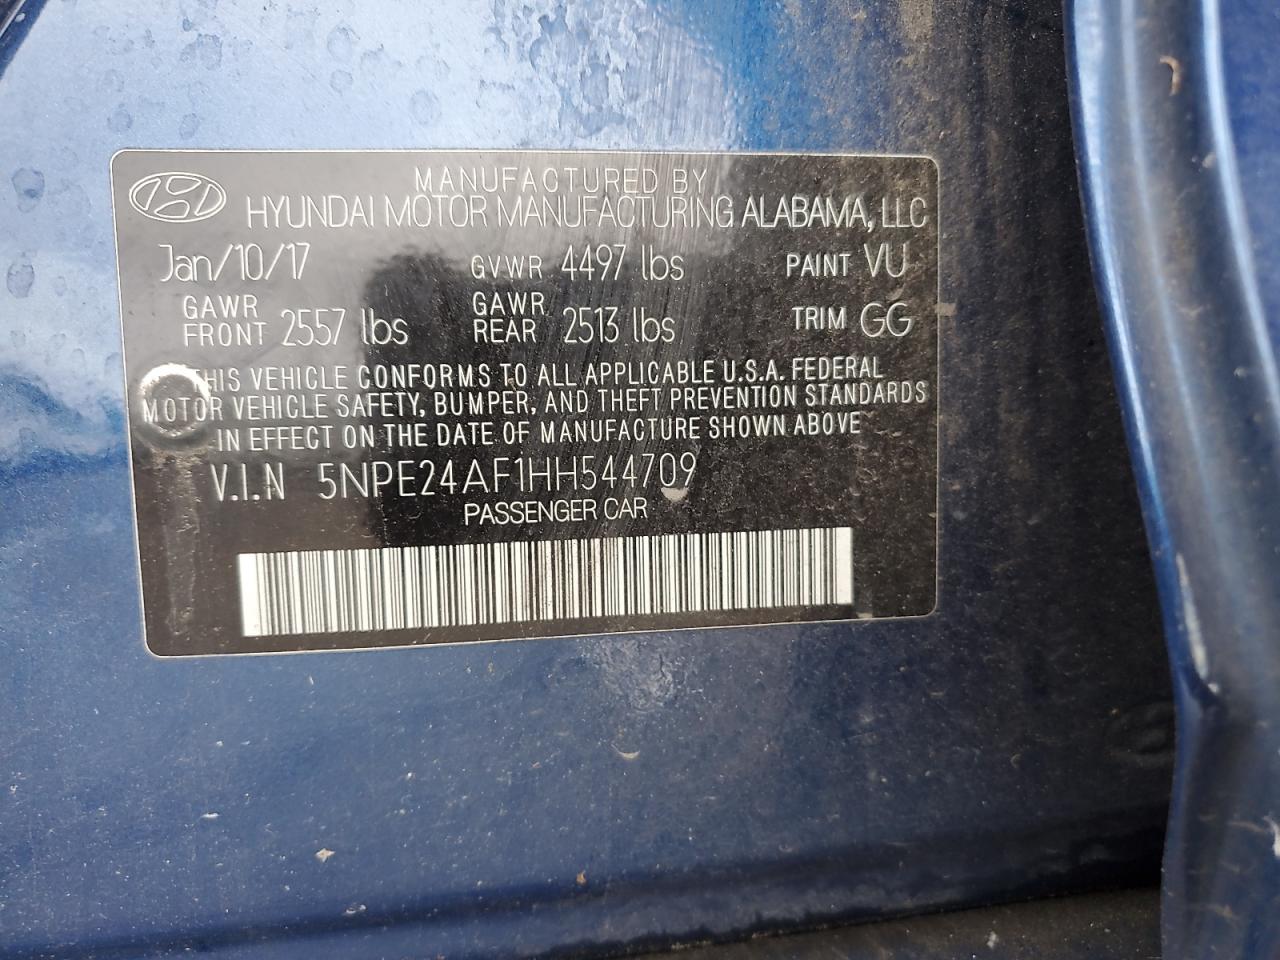 MANUFACTURED BY
HYUNDAI MOTOR MANUFACTURING ALABAMA, LLC
Jan/10/17 GVWR 4497 lbs PAINT VU
GAWR FRONT 2557 lbs GAWR REAR 2513 lbs TRIM GG
THIS VEHICLE CONFORMS TO ALL APPLICABLE U.S.A. FEDERAL
MOTOR VEHICLE SAFETY, BUMPER, AND THEFT PREVENTION STANDARDS
IN EFFECT ON THE DATE OF MANUFACTURE SHOWN ABOVE
V.I.N 5NPE24AF1HH544709
PASSENGER CAR